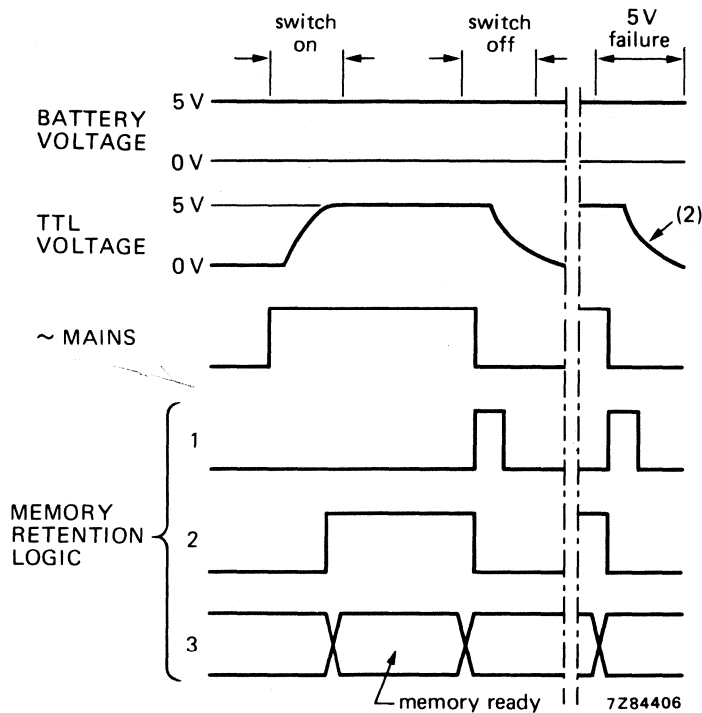 switch
on
switch
off
5 V
failure
BATTERY
VOLTAGE
5 V
0 V
TTL
VOLTAGE
5 V
0 V
(2)
~ MAINS
MEMORY
RETENTION
LOGIC
1
2
3
memory ready
7Z84406